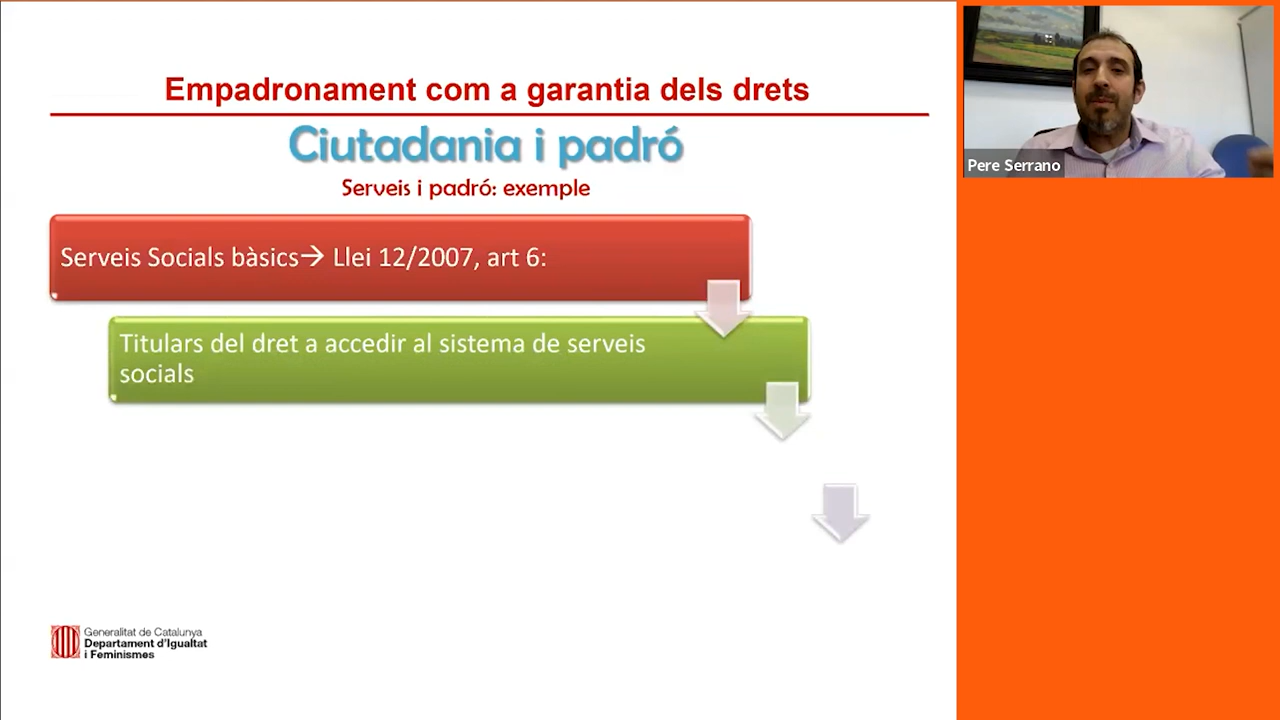 Empadronament com a garantia dels drets
Ciutadania i padró
Serveis i padró: exemple
Serveis Socials bàsics→ Llei 12/2007, art 6:
Titulars del dret a accedir al sistema de serveis
socials
Generalitat de Catalunya
Departament d'Igualtat
i Feminismes
Pere Serrano